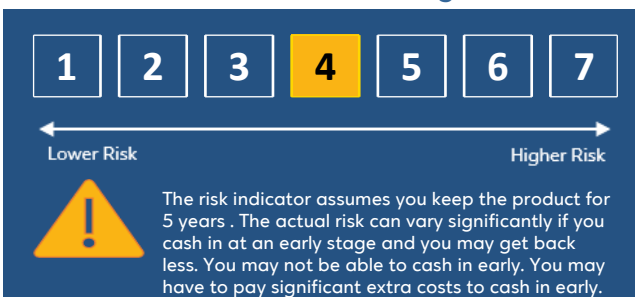 1 2 3 4 5 6 7
Lower Risk Higher Risk
!
The risk indicator assumes you keep the product for
5 years . The actual risk can vary significantly if you
cash in at an early stage and you may get back
less. You may not be able to cash in early. You may
have to pay significant extra costs to cash in early.